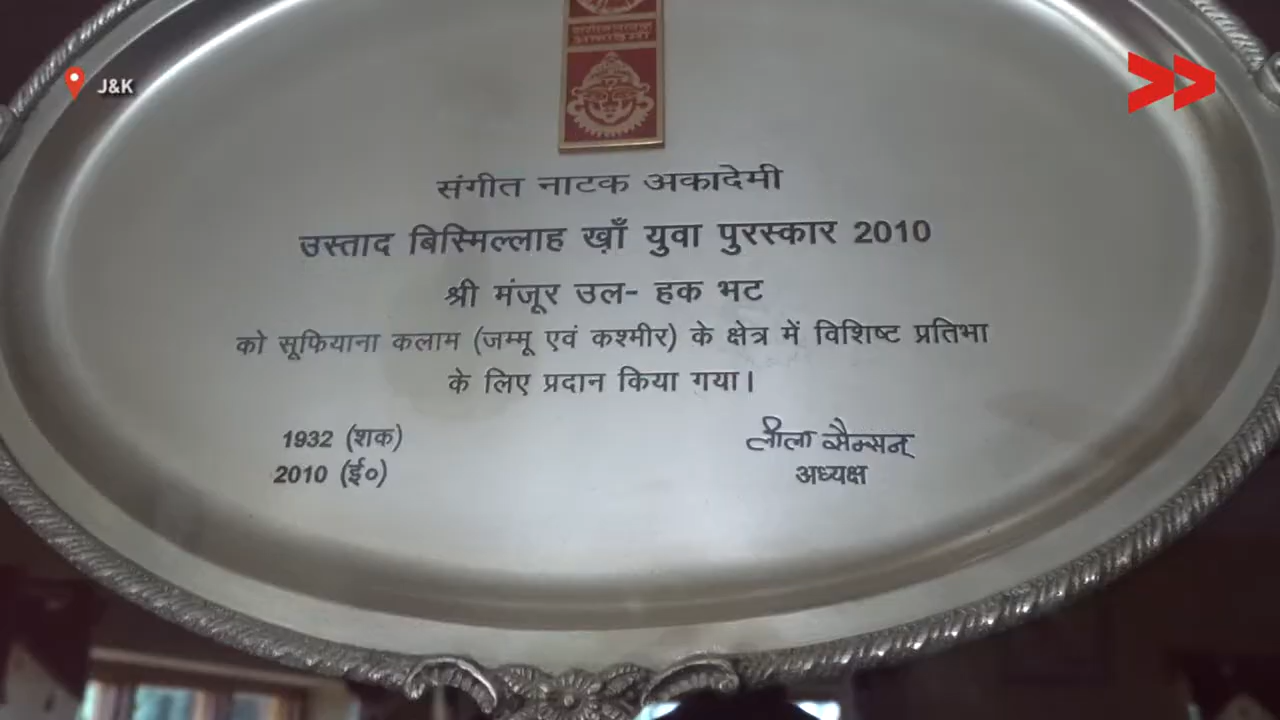 J&K
संगीत नाटक अकादेमी
उस्ताद बिस्मिल्लाह ख़ाँ युवा पुरस्कार 2010
श्री मंजूर उल- हक भट
को सूफियाना कलाम (जम्मू एवं कश्मीर) के क्षेत्र में विशिष्ट प्रतिभा
के लिए प्रदान किया गया।
1932 (शक)
2010 (ई०)
लीला सैम्सन्
अध्यक्ष